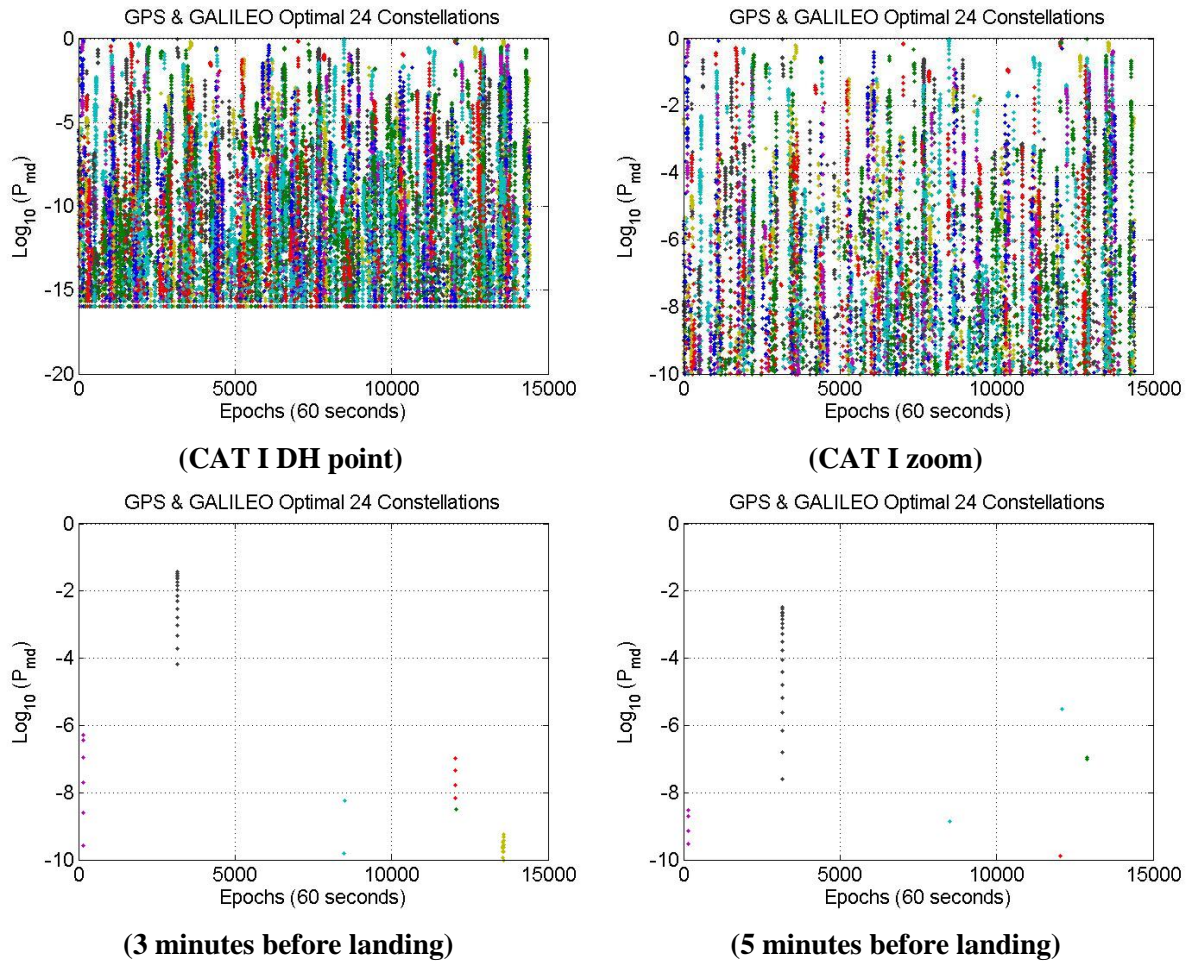 GPS & GALILEO Optimal 24 Constellations
0
-5
-10
-15
-20
Log10 (Pmd)
0 5000 10000 15000
Epochs (60 seconds)
(CAT I DH point)
GPS & GALILEO Optimal 24 Constellations
0
-2
-4
-6
-8
-10
Log10 (Pmd)
0 5000 10000 15000
Epochs (60 seconds)
(CAT I zoom)
GPS & GALILEO Optimal 24 Constellations
0
-2
-4
-6
-8
-10
Log10 (Pmd)
0 5000 10000 15000
Epochs (60 seconds)
(3 minutes before landing)
GPS & GALILEO Optimal 24 Constellations
0
-2
-4
-6
-8
-10
Log10 (Pmd)
0 5000 10000 15000
Epochs (60 seconds)
(5 minutes before landing)